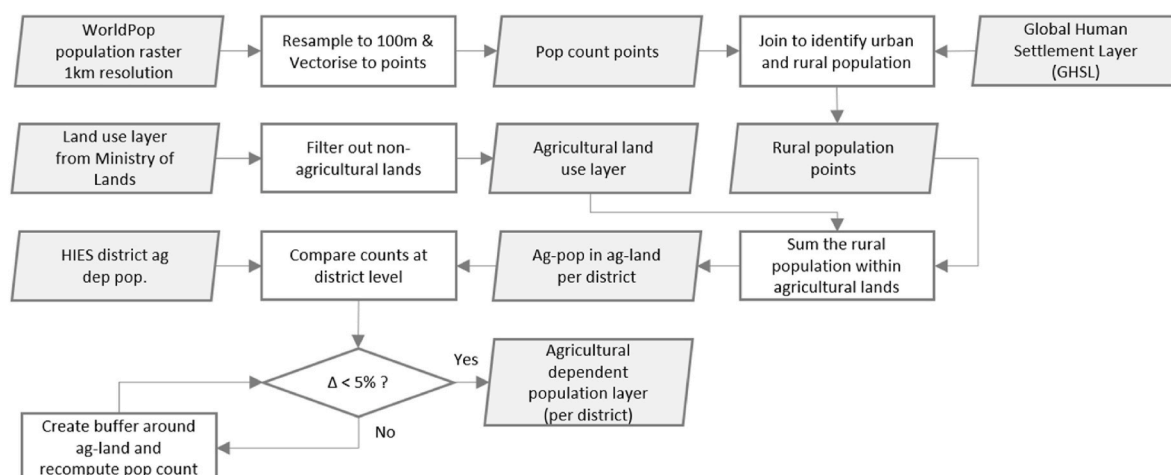 WorldPop
population raster
1km resolution
Resample to 100m &
Vectorise to points
Pop count points
Join to identify urban
and rural population
Global Human
Settlement Layer
(GHSL)
Land use layer
from Ministry of
Lands
Filter out non-
agricultural lands
Agricultural land
use layer
Rural population
points
HIES district ag
dep pop.
Compare counts at
district level
Ag-pop in ag-land
per district
Sum the rural
population within
agricultural lands
Δ < 5% ?
Yes
No
Agricultural
dependent
population layer
(per district)
Create buffer around
ag-land and
recompute pop count